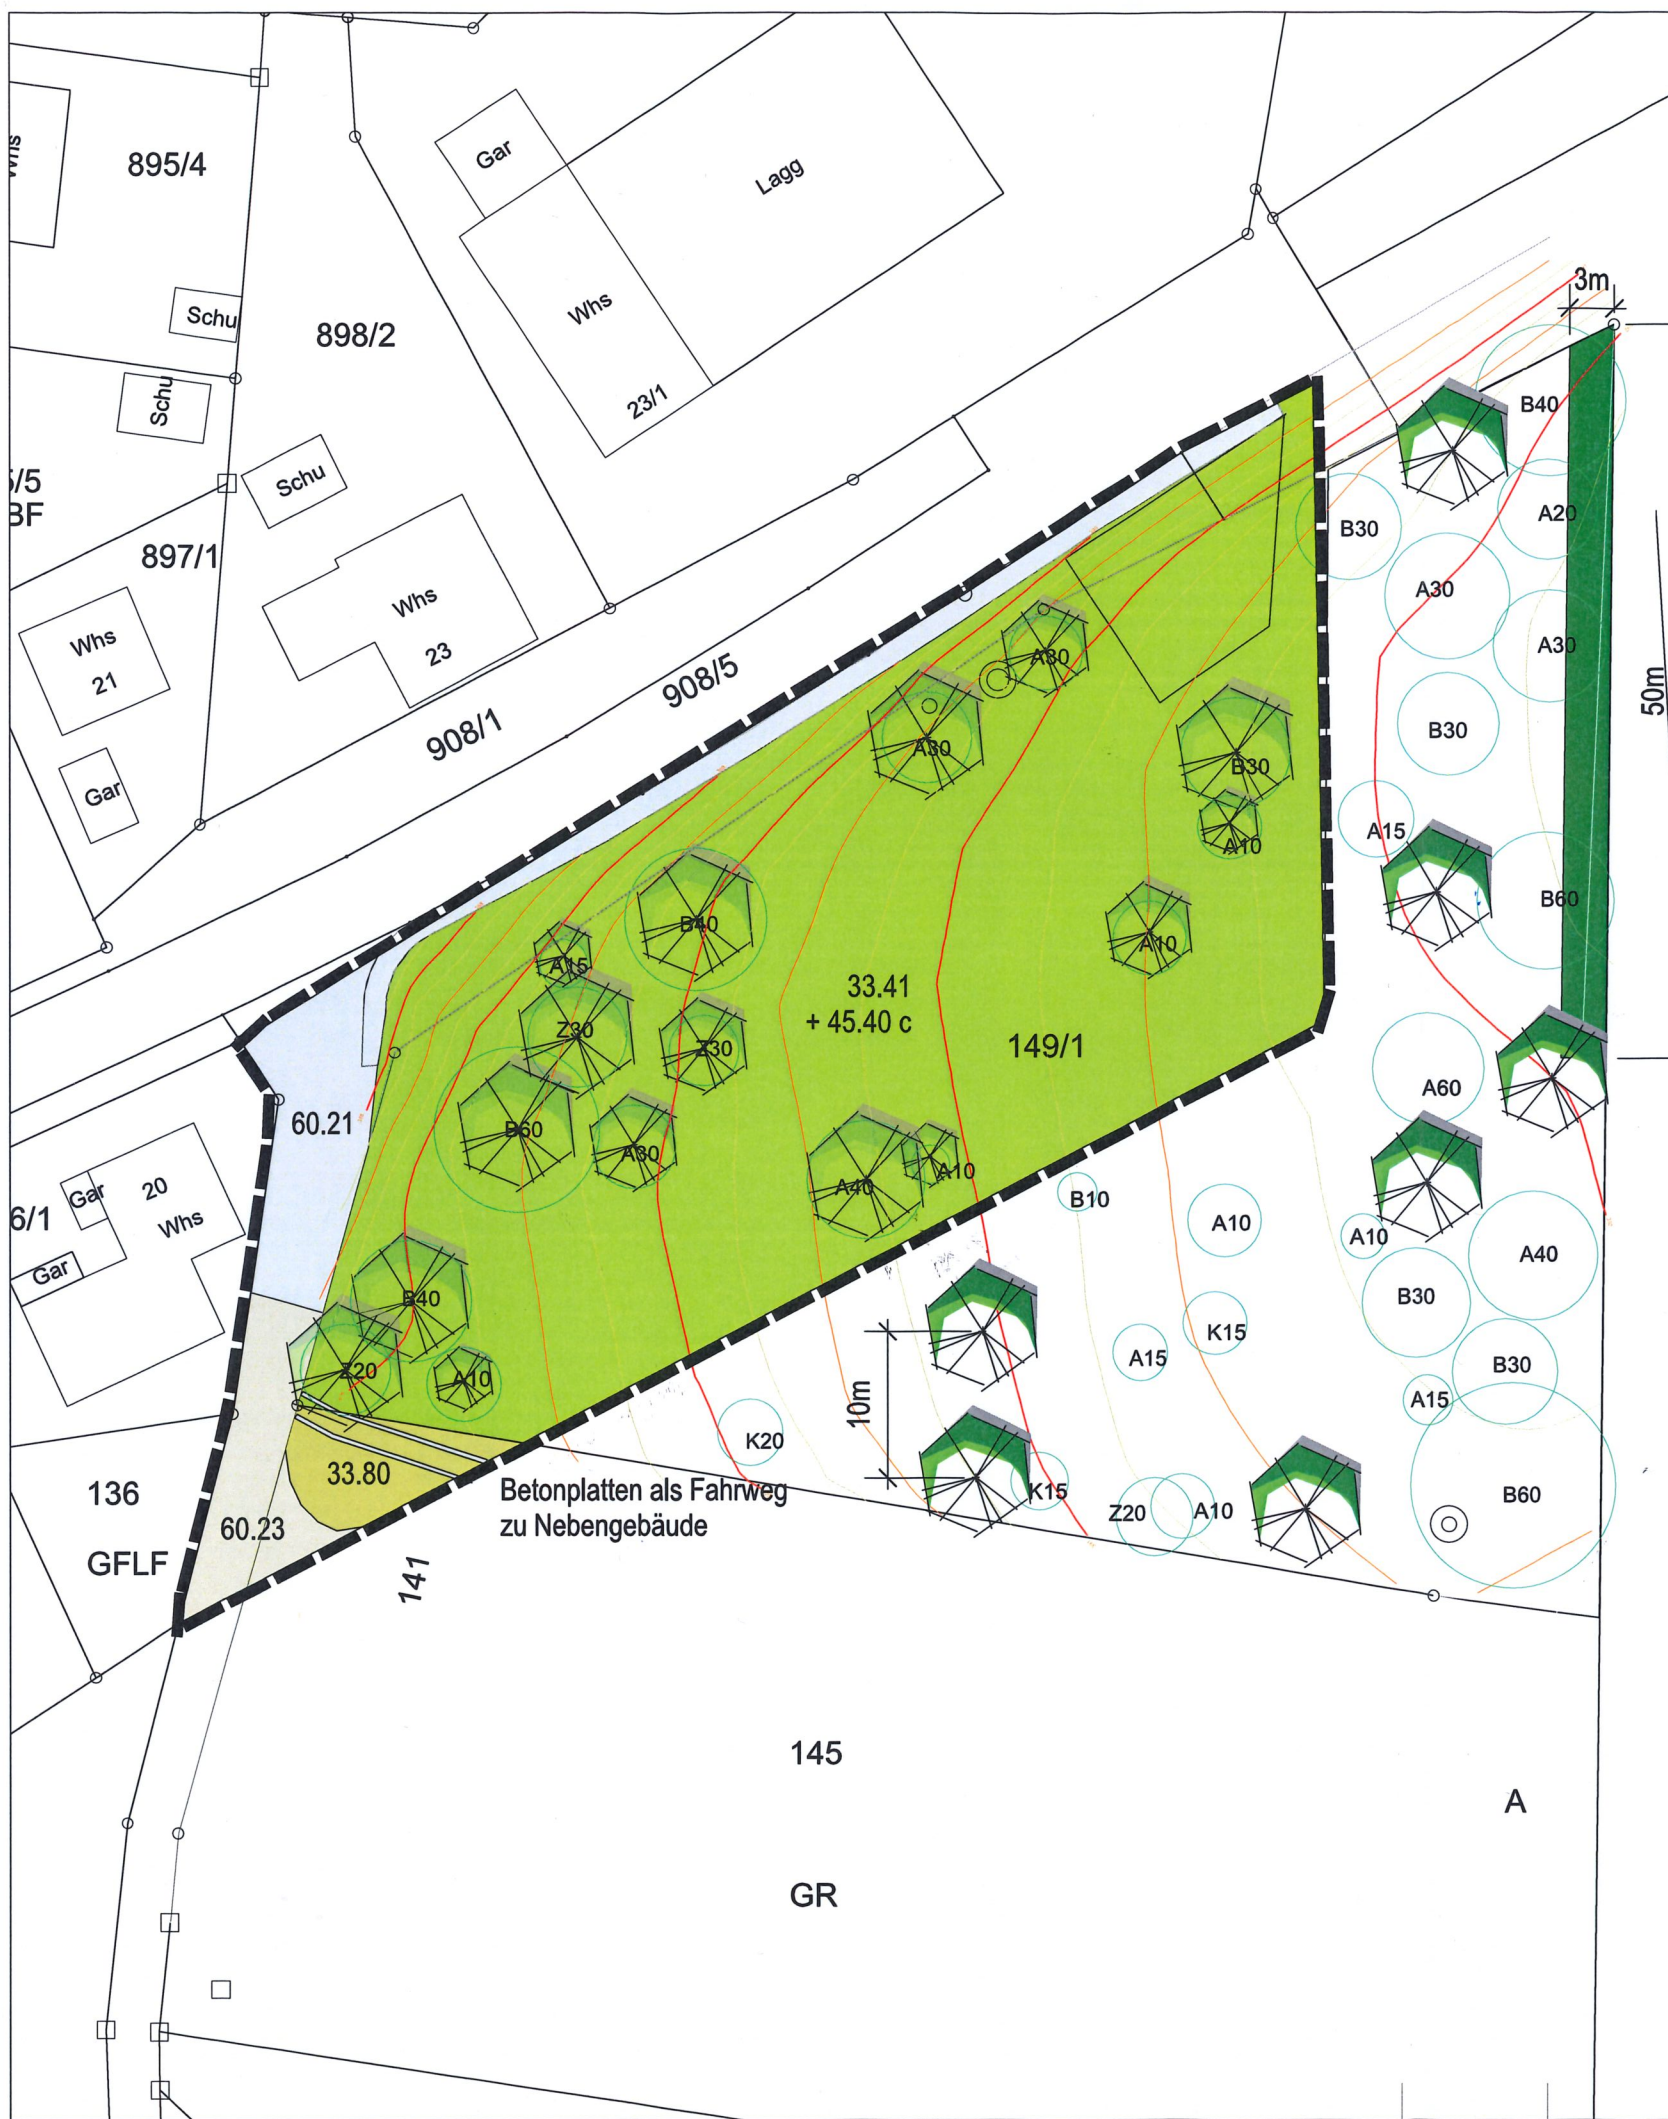 895/4
Gar
Lagg
Whs
Schu
898/2
3m
Schu
23/1
B40
Schu
A20
B30
897/1
Whs
A30
Whs
21
23
908/5
A30
A30
50m
908/1
A30
B30
B30
Gar
A15
A10
B40
B60
A15
A10
33.41
+ 45.40 c
Z30
Z30
149/1
A60
60.21
B60
A30
A40
A10
B10
20
Gar
Whs
6/1
A10
A10
A40
Gar
B40
B30
K15
A15
B30
Z20
A10
10m
A15
K20
33.80
Betonplatten als Fahrweg
zu Nebengebäude
136
K15
Z20
A10
B60
60.23
GFLF
141
145
A
GR